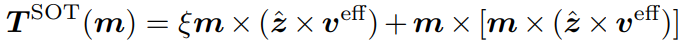 𝑻^SOT(𝒎) = ξ𝒎 × (ẑ × 𝒗^eff) + 𝒎 × [𝒎 × (ẑ × 𝒗^eff)]